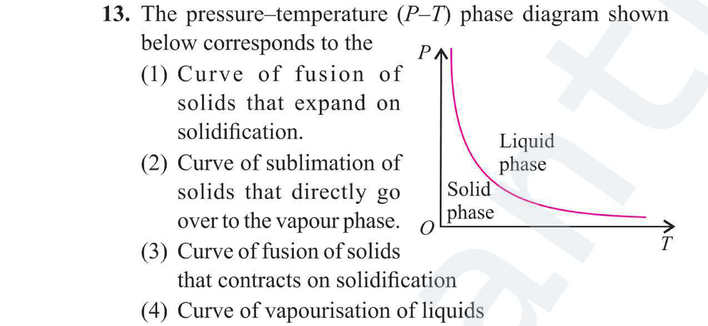 13. The pressure–temperature (P–T) phase diagram shown
below corresponds to the
(1) Curve of fusion of
solids that expand on
solidification.
(2) Curve of sublimation of
solids that directly go
over to the vapour phase.
(3) Curve of fusion of solids
that contracts on solidification
(4) Curve of vapourisation of liquids
P
Liquid
phase
Solid
phase
O
T